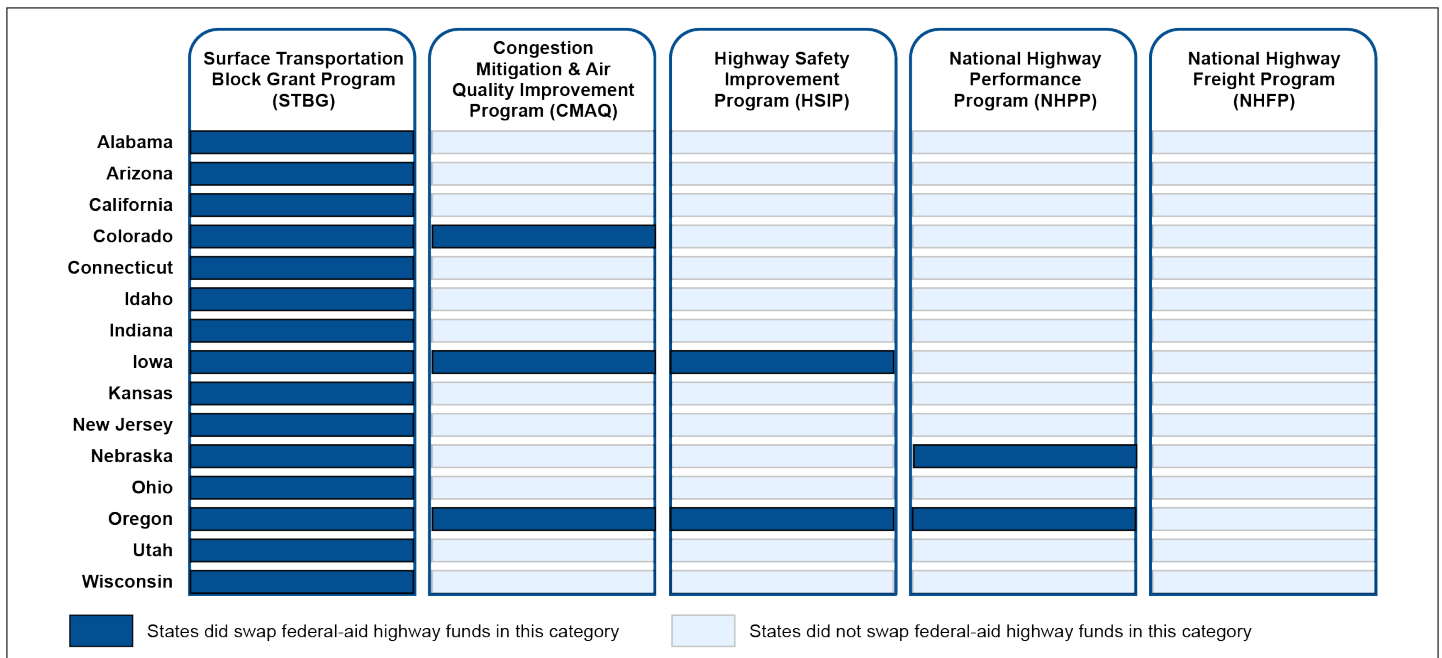 Surface Transportation
Block Grant Program
(STBG)
Congestion
Mitigation & Air
Quality Improvement
Program (CMAQ)
Highway Safety
Improvement
Program (HSIP)
National Highway
Performance
Program (NHPP)
National Highway
Freight Program
(NHFP)
Alabama
Arizona
California
Colorado
Connecticut
Idaho
Indiana
Iowa
Kansas
New Jersey
Nebraska
Ohio
Oregon
Utah
Wisconsin
States did swap federal-aid highway funds in this category
States did not swap federal-aid highway funds in this category